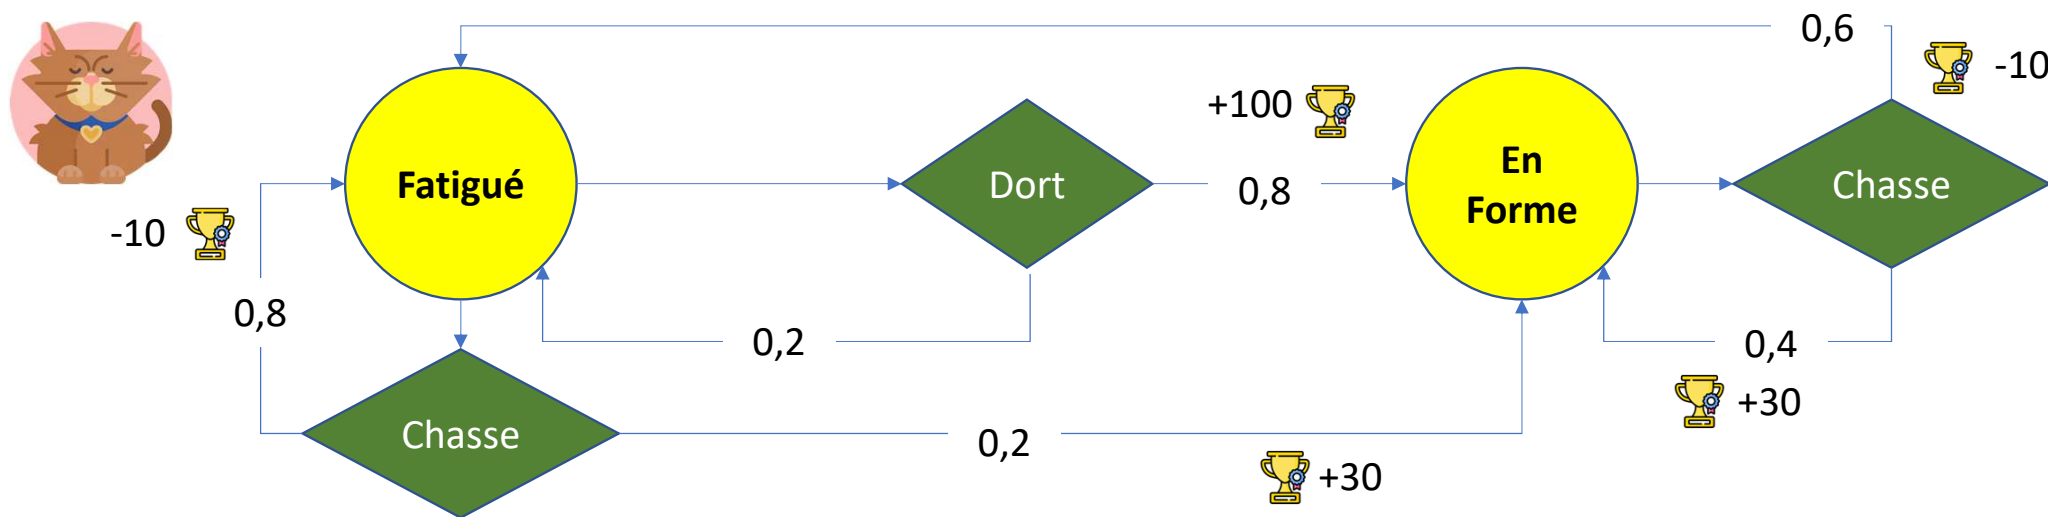 0,6
-10
+100
Fatigué
Dort
0,8
En
Forme
Chasse
-10
0,8
0,2
0,4
+30
Chasse
0,2
+30